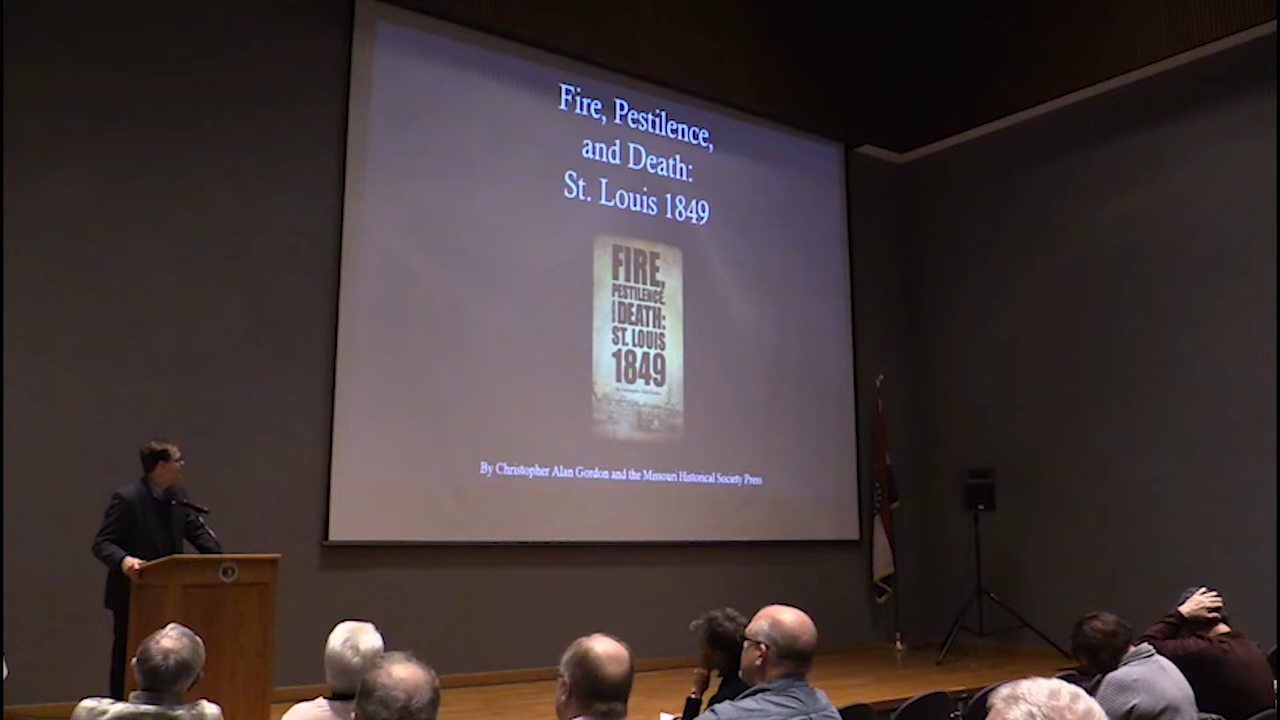 Fire, Pestilence,
and Death:
St. Louis 1849
FIRE,
PESTILENCE,
AND DEATH:
ST. LOUIS
1849
By Christopher Alan Gordon and the Missouri Historical Society Press